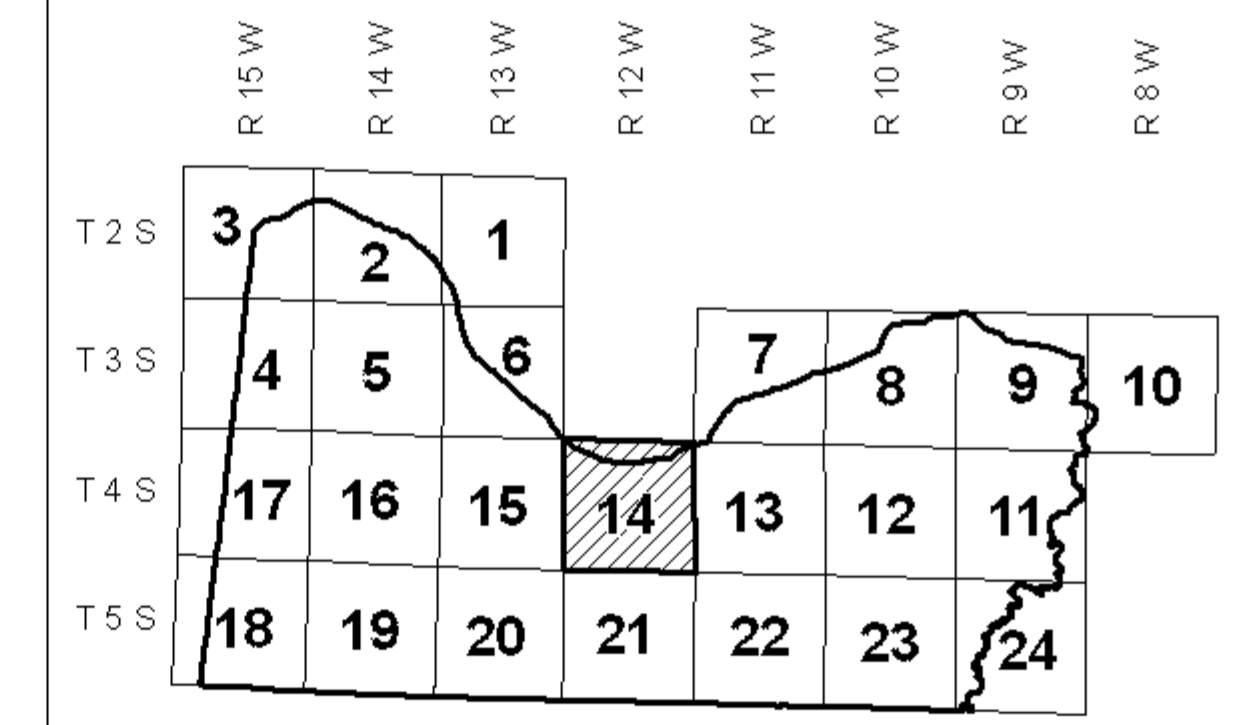 R 15 W R 14 W R 13 W R 12 W R 11 W R 10 W R 9 W R 8 W
T 2 S 3 2 1
T 3 S 4 5 6 7 8 9 10
T 4 S 17 16 15 14 13 12 11
T 5 S 18 19 20 21 22 23 24